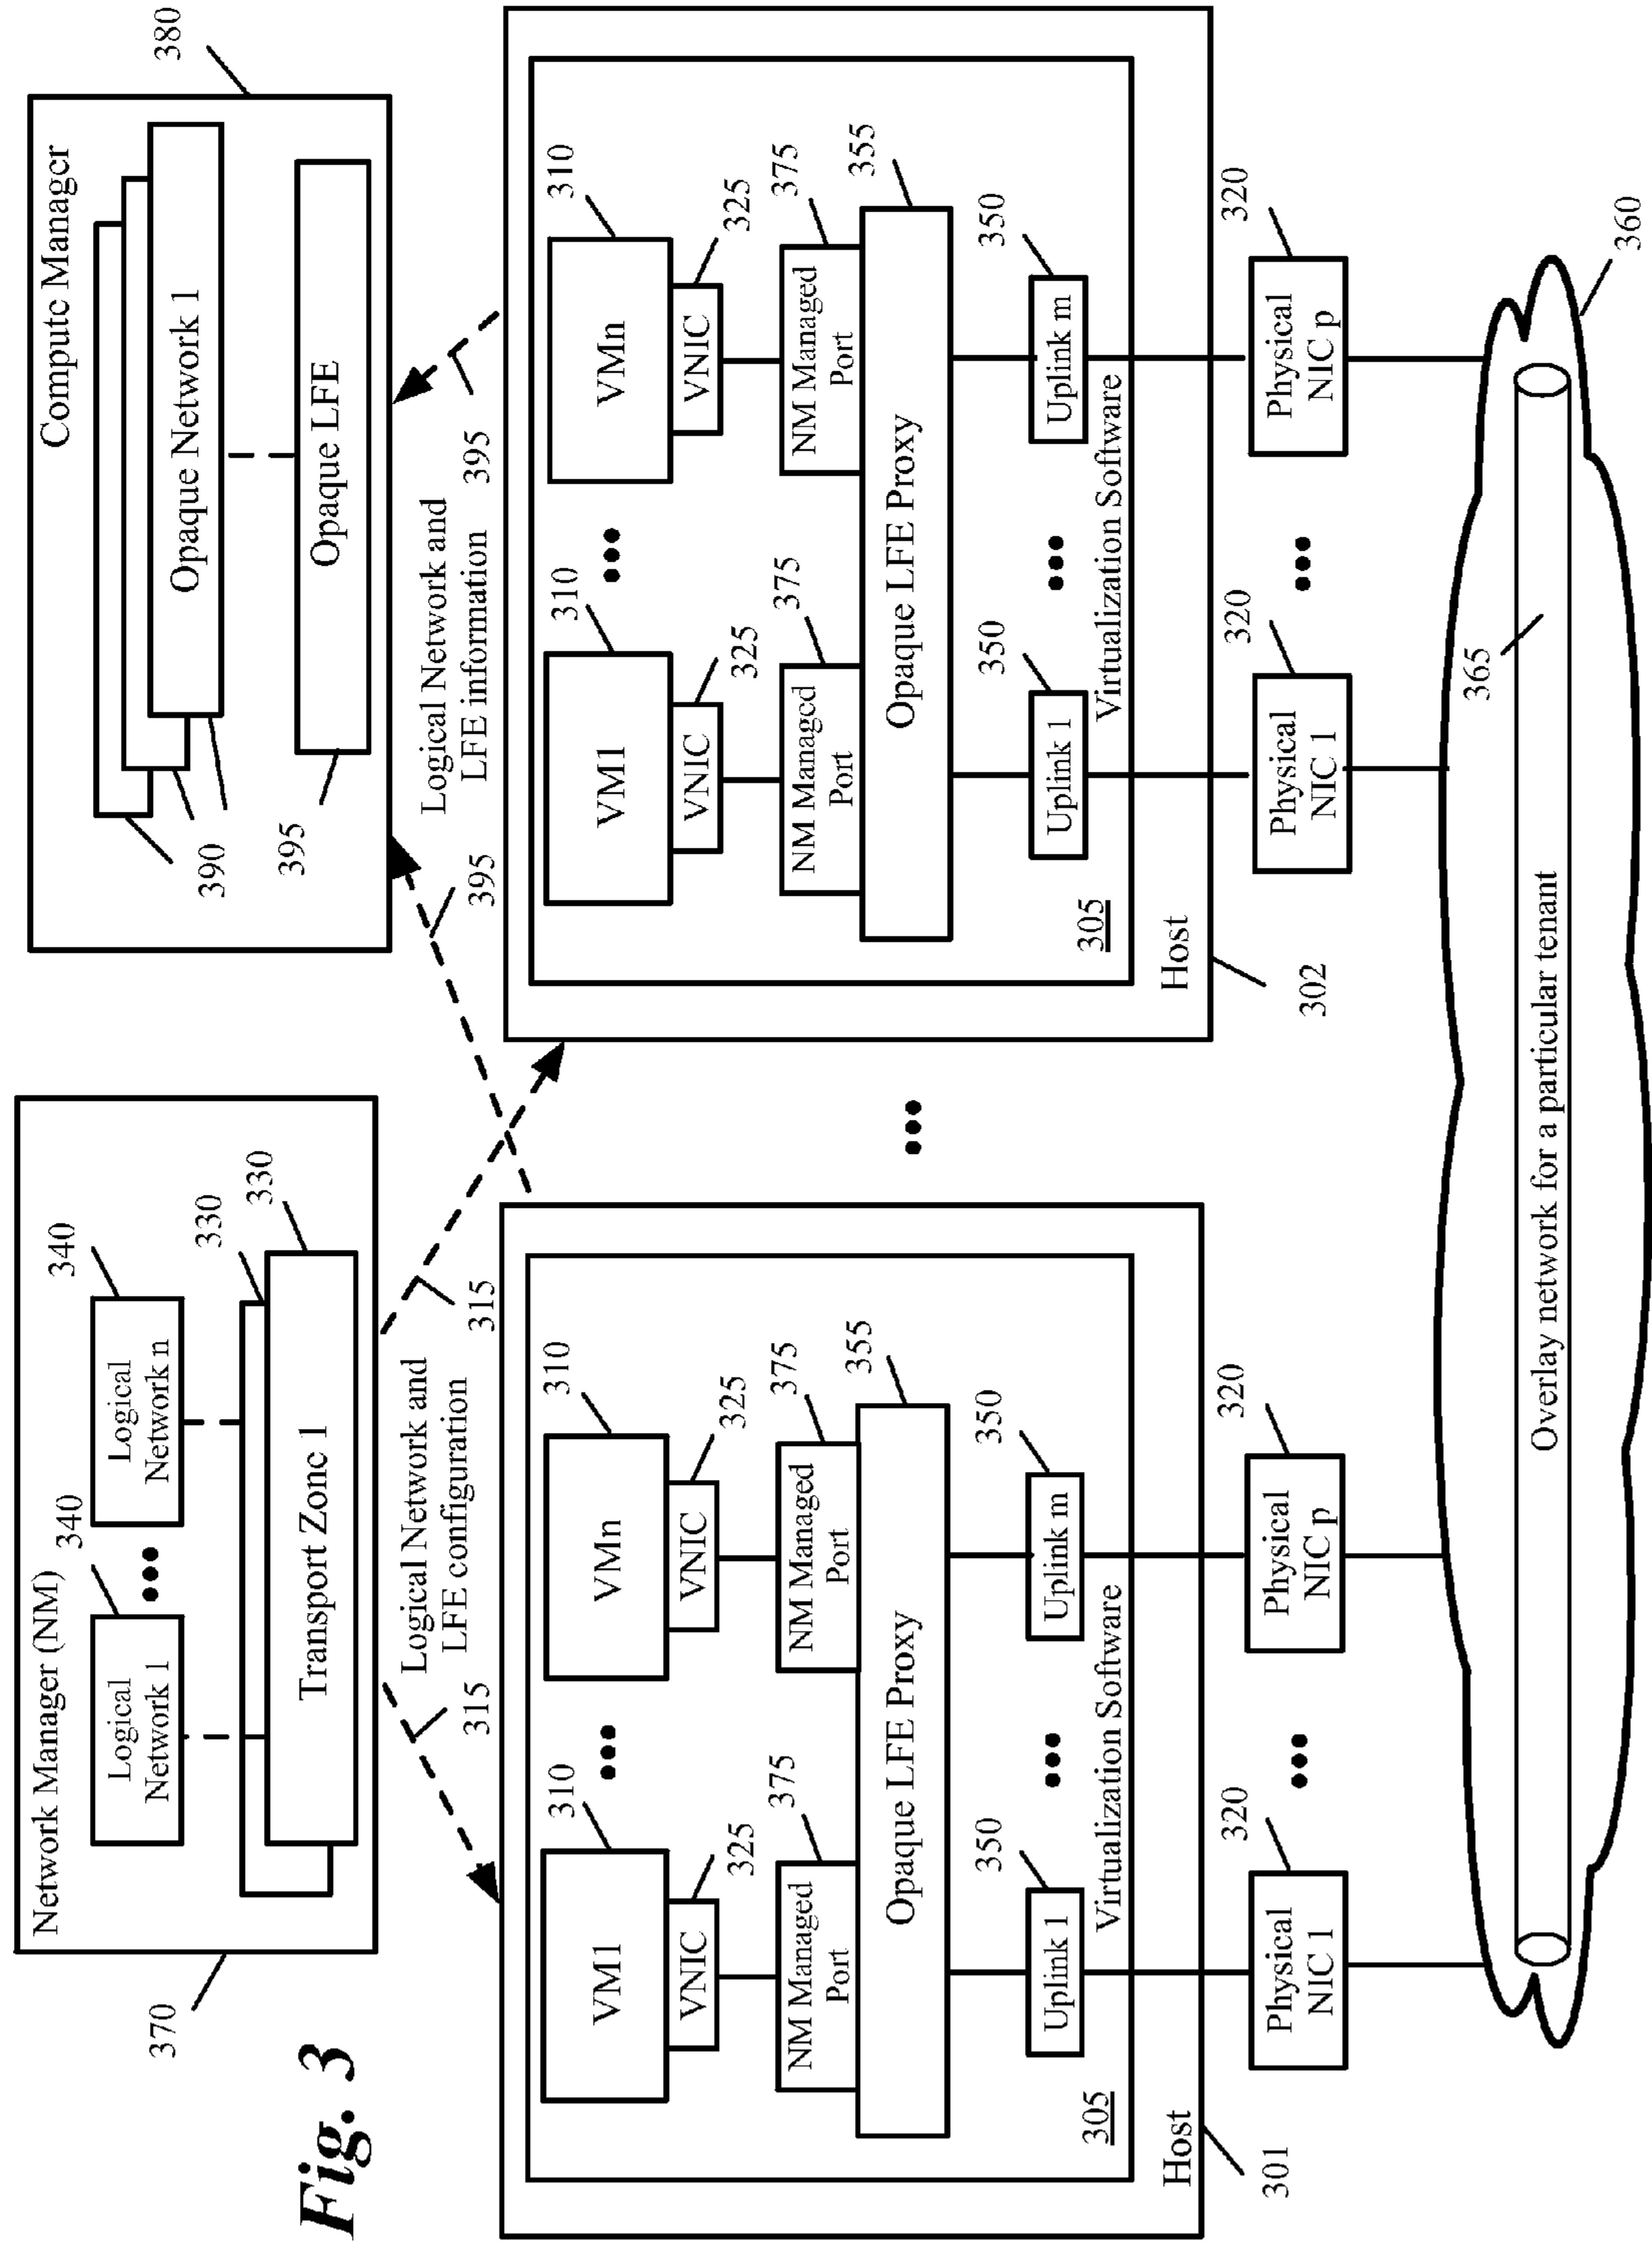 Fig. 3
370
Network Manager (NM)
340
340
Logical
Network 1
•••
Logical
Network n
330
330
Transport Zone 1
380
Compute Manager
Opaque Network 1
Opaque LFE
390
395
315
Logical Network and
LFE configuration
315
395
Logical Network and
LFE information
395
310
VM1
•••
310
VMn
325
VNIC
325
VNIC
375
NM Managed
Port
375
NM Managed
Port
355
Opaque LFE Proxy
350
Uplink 1
•••
350
Uplink m
305
Virtualization Software
Host
301
320
Physical
NIC 1
•••
320
Physical
NIC p
•••
310
VM1
•••
310
VMn
325
VNIC
325
VNIC
375
NM Managed
Port
375
NM Managed
Port
355
Opaque LFE Proxy
350
Uplink 1
•••
350
Uplink m
305
Virtualization Software
Host
302
320
Physical
NIC 1
•••
320
Physical
NIC p
365
Overlay network for a particular tenant
360